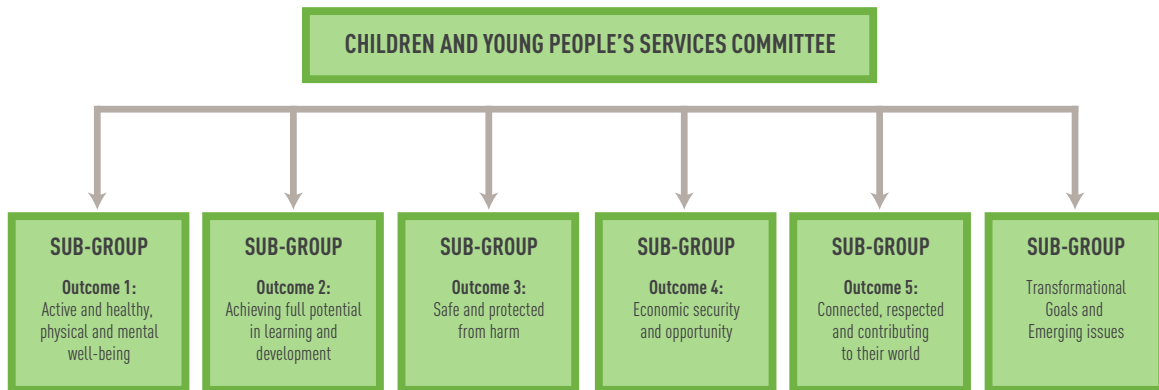 CHILDREN AND YOUNG PEOPLE'S SERVICES COMMITTEE
SUB-GROUP
Outcome 1:
Active and healthy,
physical and mental
well-being
SUB-GROUP
Outcome 2:
Achieving full potential
in learning and
development
SUB-GROUP
Outcome 3:
Safe and protected
from harm
SUB-GROUP
Outcome 4:
Economic security
and opportunity
SUB-GROUP
Outcome 5:
Connected, respected
and contributing
to their world
SUB-GROUP
Transformational
Goals and
Emerging issues